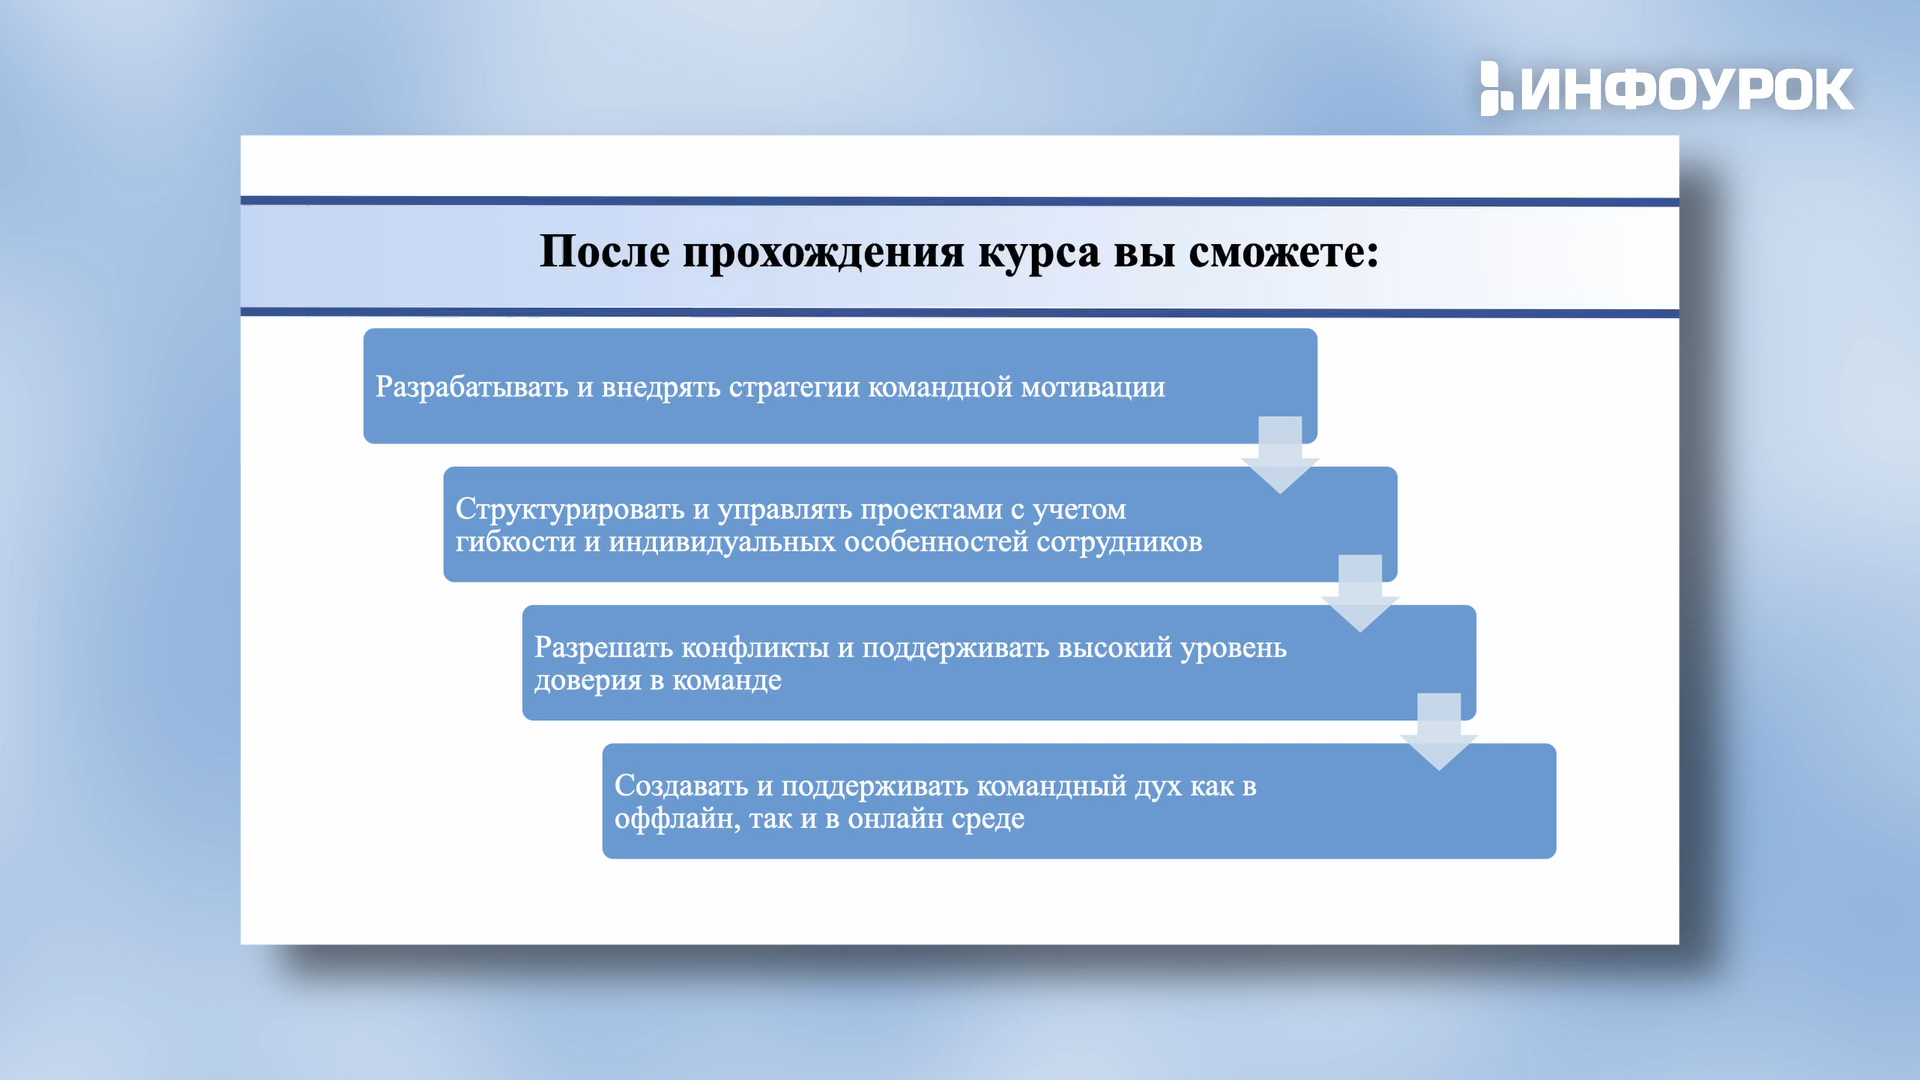 ИНФОУРОК
После прохождения курса вы сможете:
Разрабатывать и внедрять стратегии командной мотивации
Структурировать и управлять проектами с учетом
гибкости и индивидуальных особенностей сотрудников
Разрешать конфликты и поддерживать высокий уровень
доверия в команде
Создавать и поддерживать командный дух как в
оффлайн, так и в онлайн среде